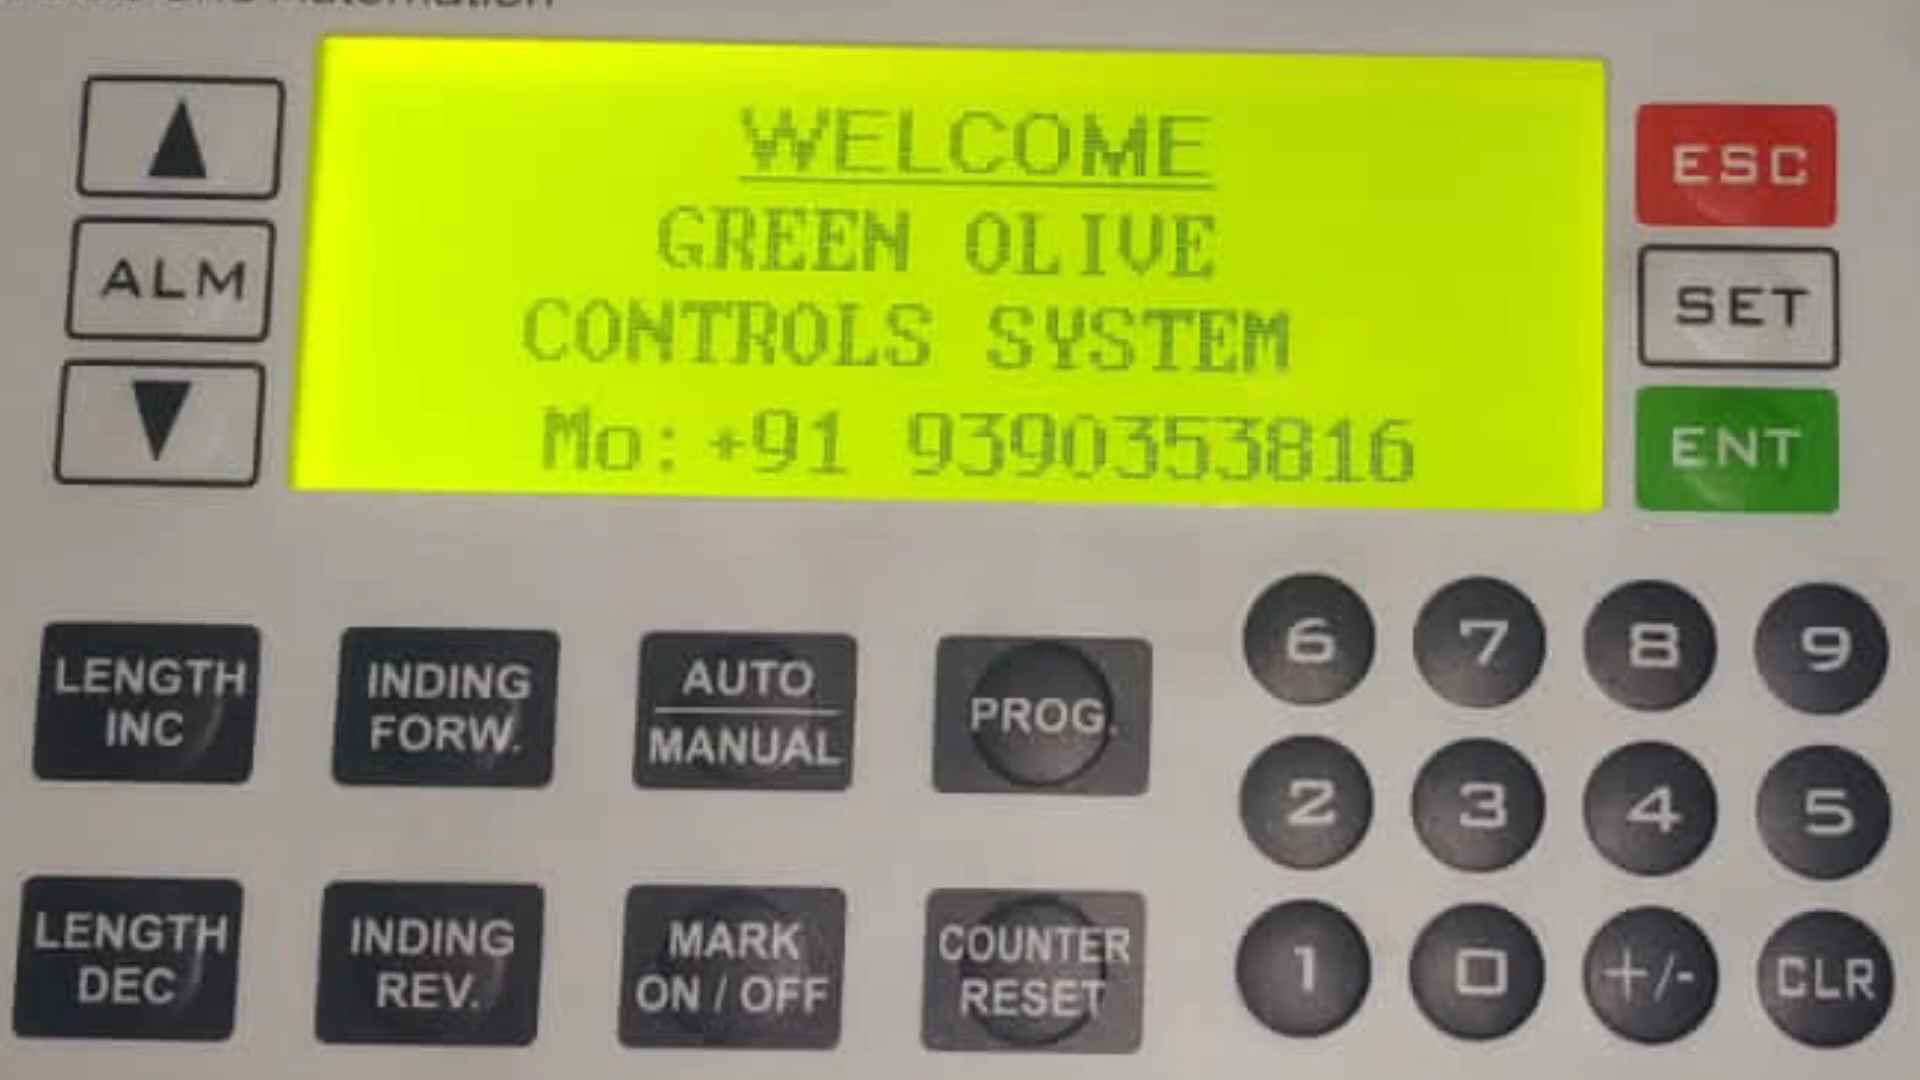 Automation
WELCOME
GREEN OLIVE
CONTROLS SYSTEM
Mo:+91 9390353816
ALM
ESC
SET
ENT
LENGTH
INC
INDING
FORW.
AUTO
MANUAL
PROG.
6 7 8 9
2 3 4 5
LENGTH
DEC
INDING
REV.
MARK
ON / OFF
COUNTER
RESET
1 0 +/- CLR